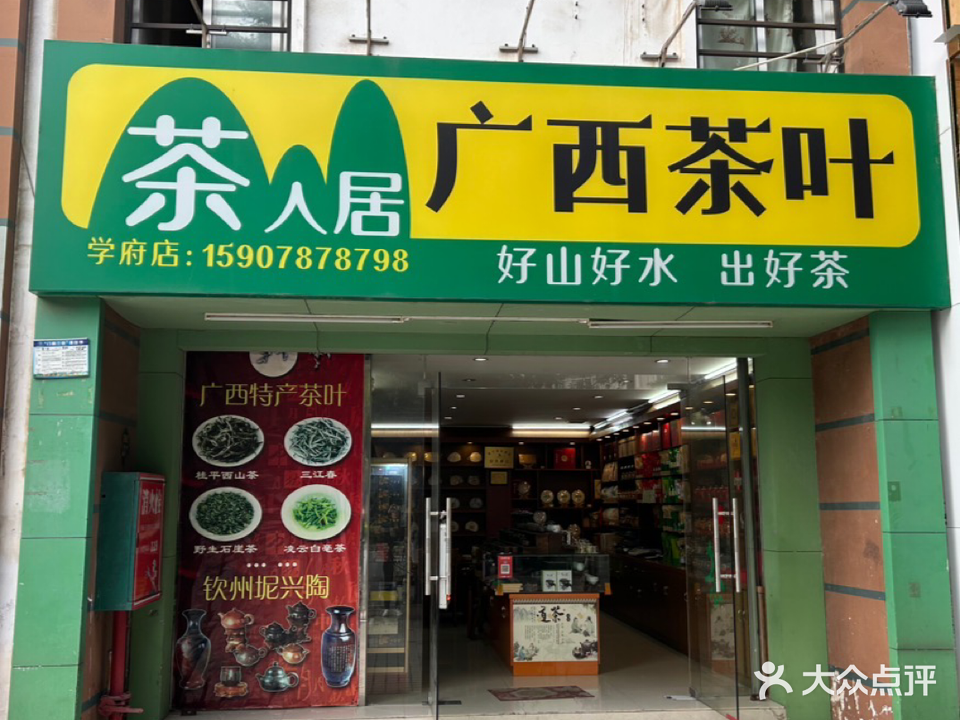 茶人居
广西茶叶
学府店:15907878798
好山好水 出好茶
广西特产茶叶
桂平西山茶 三江春
野生石崖茶 凌云白毫茶
钦州坭兴陶
茶道
大众点评